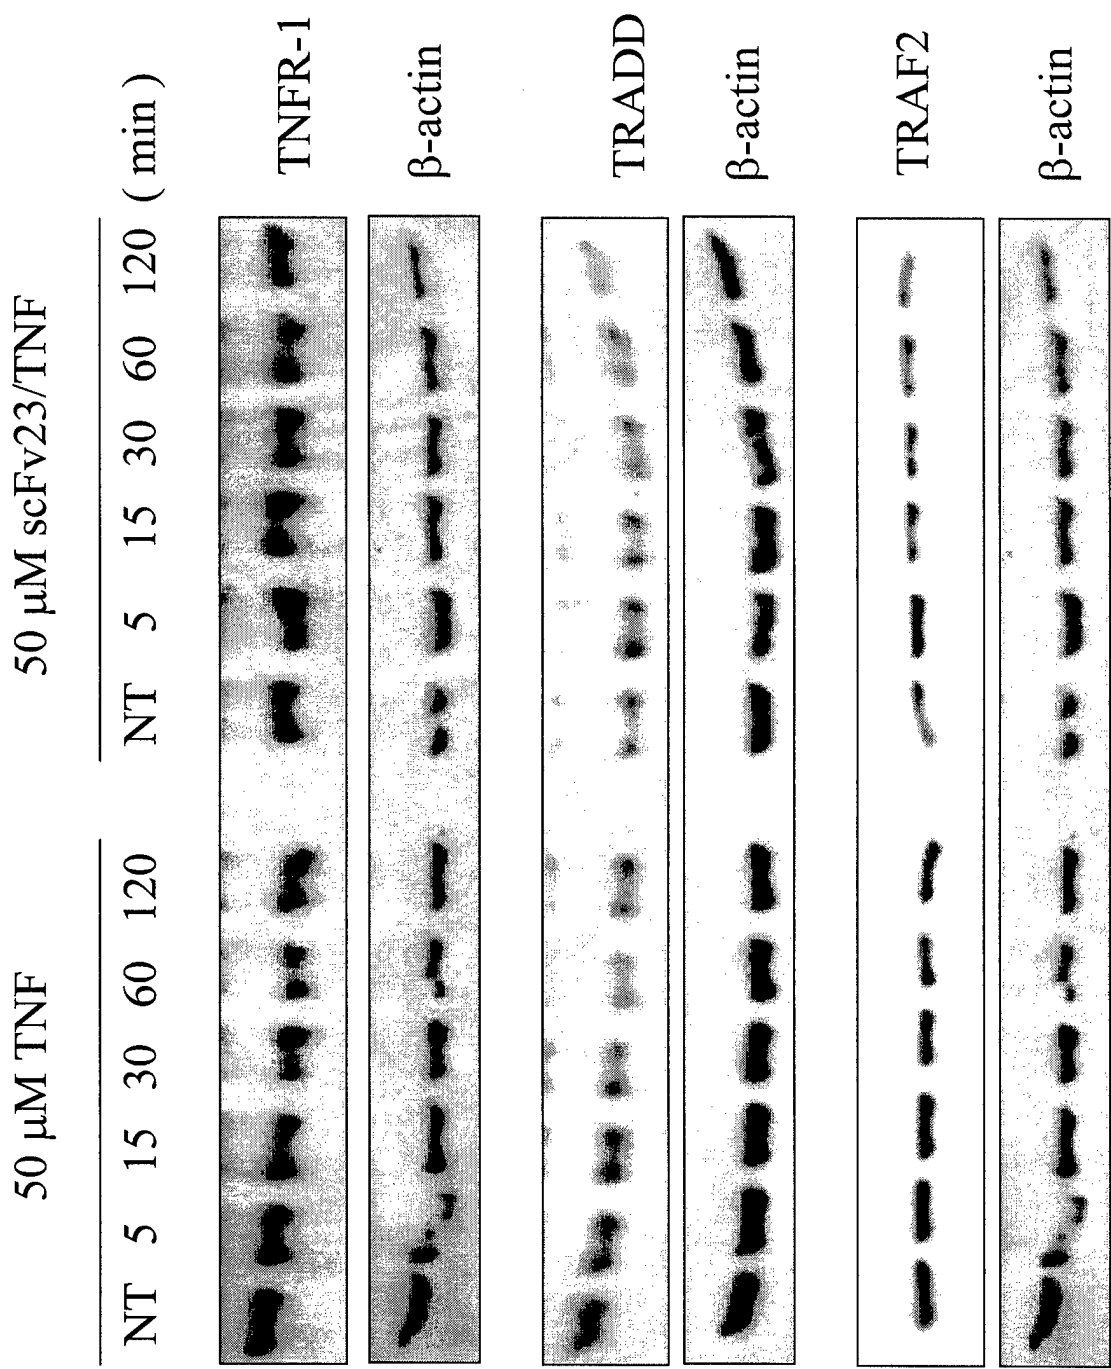 50 µM TNF 50 µM scFv23/TNF
NT 5 15 30 60 120 NT 5 15 30 60 120 ( min )
TNFR-1
β-actin
TRADD
β-actin
TRAF2
β-actin